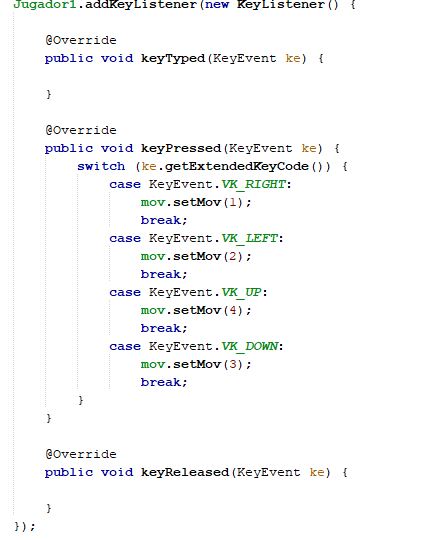 Jugador1.addKeyListener(new KeyListener() {
@Override
public void keyTyped(KeyEvent ke) {
}
@Override
public void keyPressed(KeyEvent ke) {
switch (ke.getExtendedKeyCode()) {
case KeyEvent.VK_RIGHT:
mov.setMov(1);
break;
case KeyEvent.VK_LEFT:
mov.setMov(2);
break;
case KeyEvent.VK_UP:
mov.setMov(4);
break;
case KeyEvent.VK_DOWN:
mov.setMov(3);
break;
}
}
@Override
public void keyReleased(KeyEvent ke) {
}
});